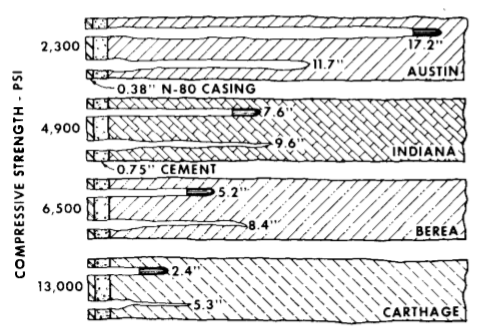 COMPRESSIVE STRENGTH - PSI
2,300
17.2"
11.7"
AUSTIN
0.38" N-80 CASING
4,900
7.6"
9.6"
INDIANA
0.75" CEMENT
6,500
5.2"
8.4"
BEREA
13,000
2.4"
5.3"
CARTHAGE